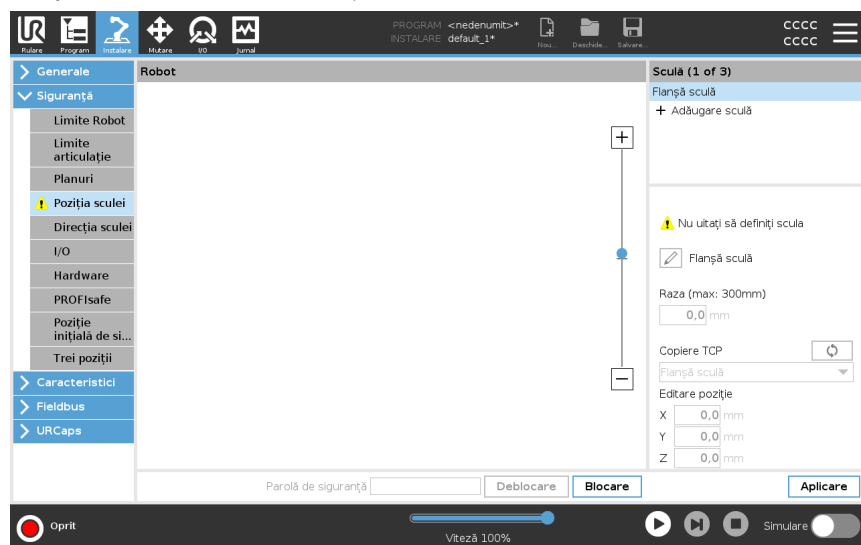 PROGRAM <nedenumit>*
INSTALARE default_1*
Rulare
Program
Instalare
Mutare
I/O
Jurnal
Nou...
Deschide...
Salvare...
cccc
cccc
Generale
Siguranță
Limite Robot
Limite
articulație
Planuri
Poziția sculei
Direcția sculei
I/O
Hardware
PROFIsafe
Poziție
inițială de si...
Trei poziții
Caracteristici
Fieldbus
URCaps
Robot
Sculă (1 of 3)
Flanșă sculă
Adăugare sculă
Nu uitați să definiți scula
Flanșă sculă
Raza (max: 300mm)
0,0 mm
Copiere TCP
Flanșă sculă
Editare poziție
X 0,0 mm
Y 0,0 mm
Z 0,0 mm
Parolă de siguranță
Deblocare
Blocare
Aplicare
Oprit
Viteză 100%
Simulare